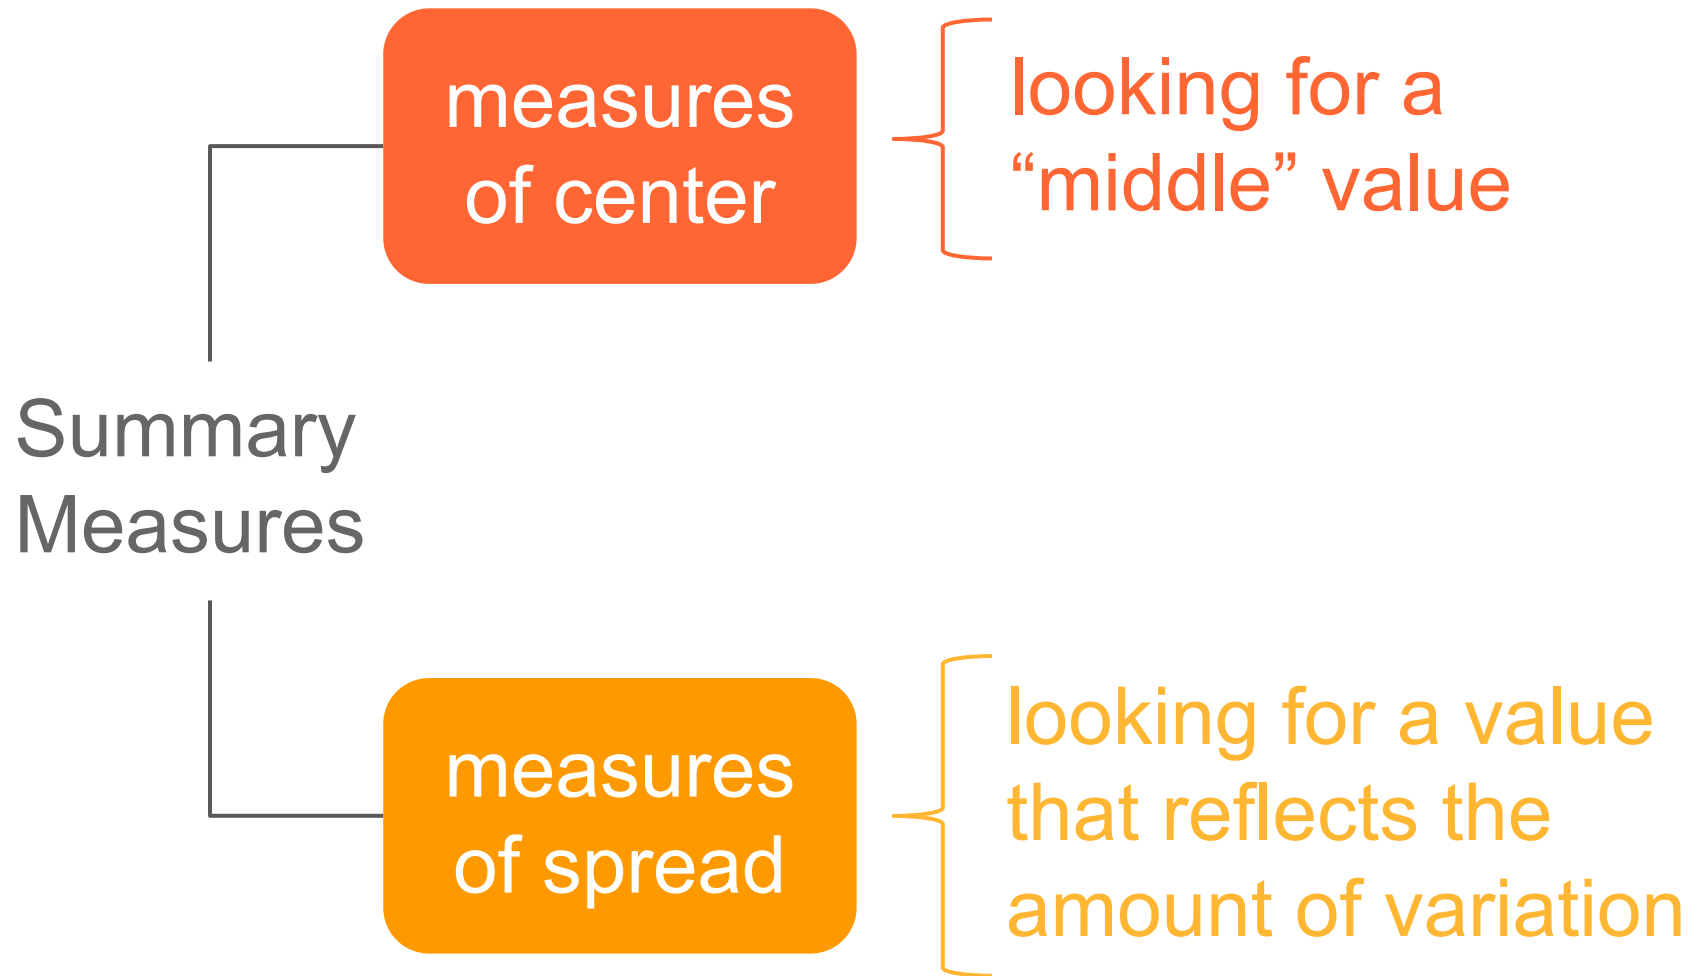 measures
of center
looking for a
“middle” value
Summary
Measures
measures
of spread
looking for a value
that reflects the
amount of variation